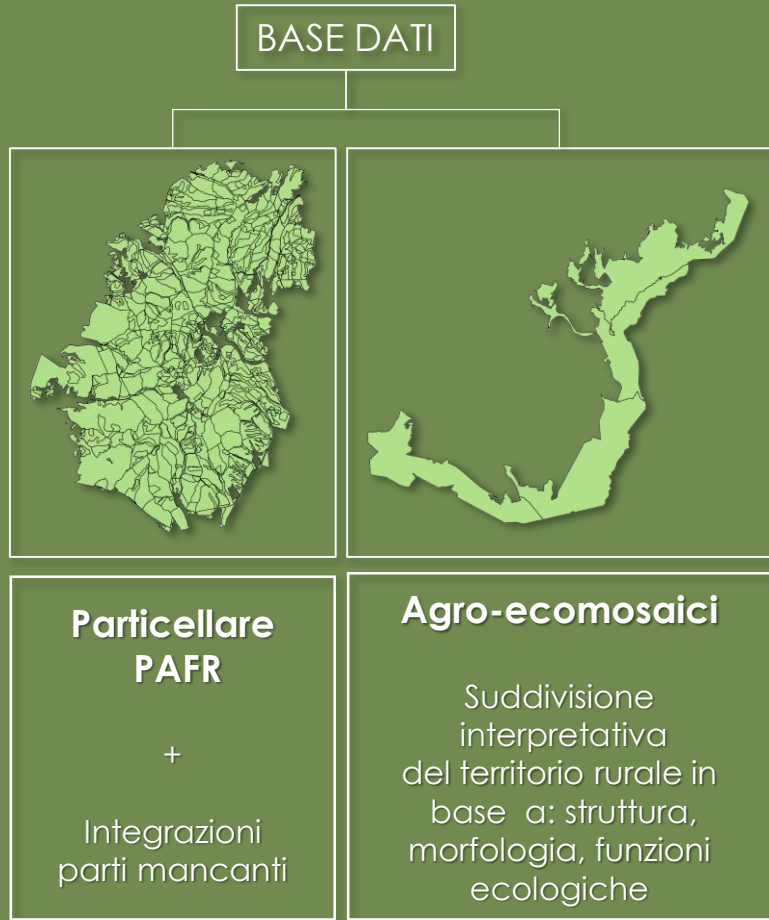 BASE DATI
Particellare
PAFR
+
Integrazioni
parti mancanti
Agro-ecomosaici
Suddivisione
interpretativa
del territorio rurale in
base a: struttura,
morfologia, funzioni
ecologiche